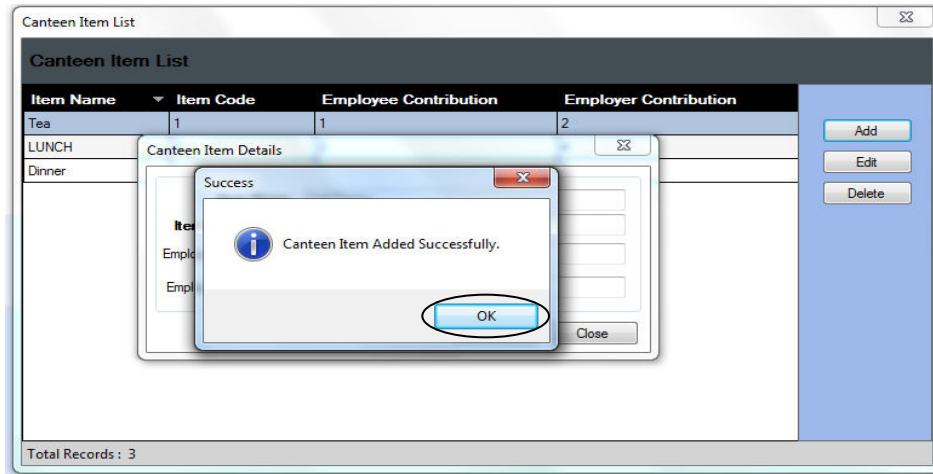 Canteen Item List
Canteen Item List
Item Name Item Code Employee Contribution Employer Contribution
Tea 1 1 2
Add
LUNCH
Canteen Item Details
Edit
Dinner
Success
Delete
Canteen Item Added Successfully.
OK
Close
Total Records : 3